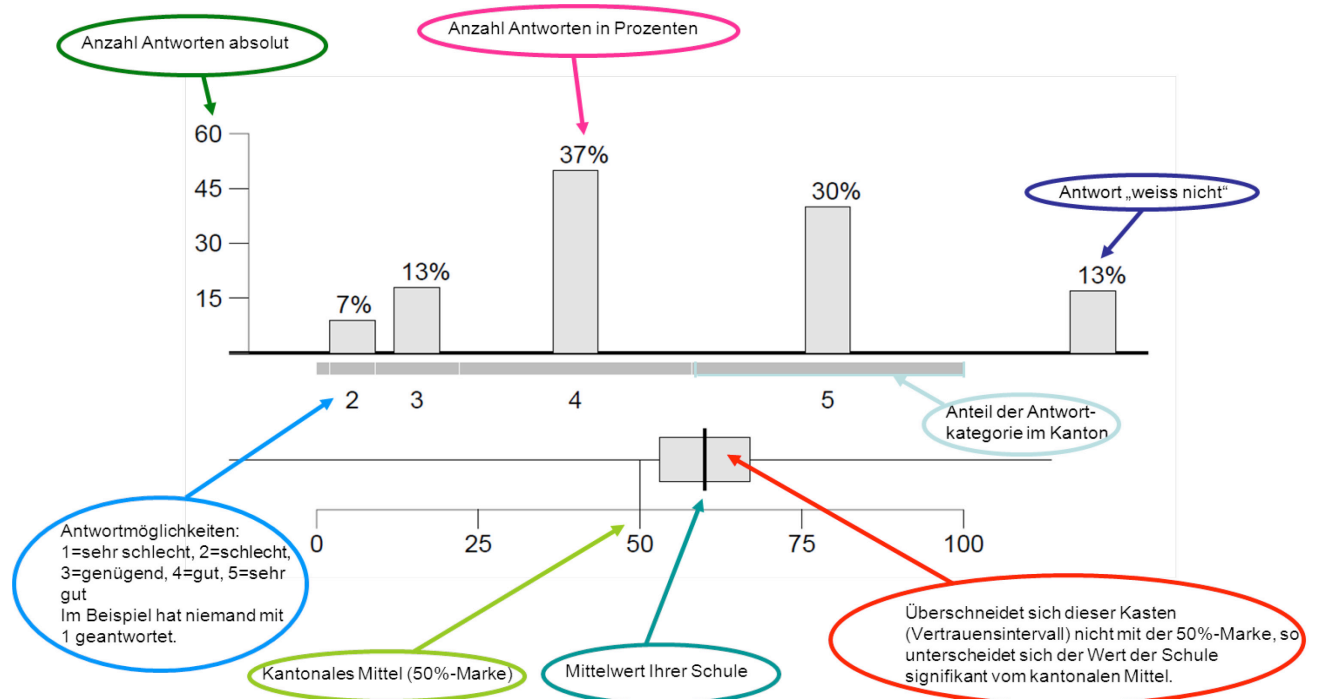 Anzahl Antworten absolut
Anzahl Antworten in Prozenten
60
45
30
15
7%
13%
37%
30%
13%
Antwort „weiss nicht“
2
3
4
5
Anteil der Antwort-
kategorie im Kanton
0
25
50
75
100
Antwortmöglichkeiten:
1=sehr schlecht, 2=schlecht,
3=genügend, 4=gut, 5=sehr
gut
Im Beispiel hat niemand mit
1 geantwortet.
Kantonales Mittel (50%-Marke)
Mittelwert Ihrer Schule
Überschneidet sich dieser Kasten
(Vertrauensintervall) nicht mit der 50%-Marke, so
unterscheidet sich der Wert der Schule
signifikant vom kantonalen Mittel.